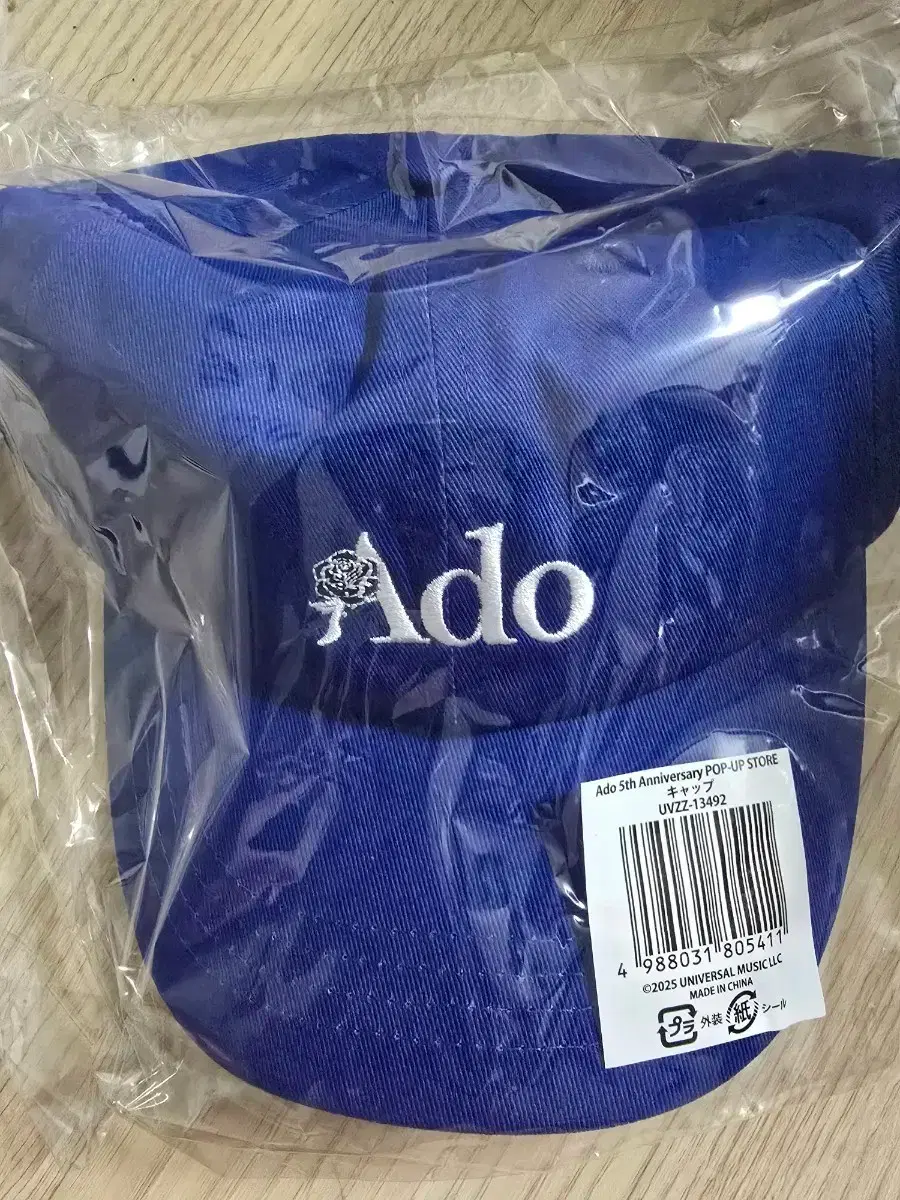 Ado
Ado 5th Anniversary POP-UP STORE
キャップ
UVZZ-13492
4 988031 805411
©2025 UNIVERSAL MUSIC LLC
MADE IN CHINA
プラ 外装 紙 シール